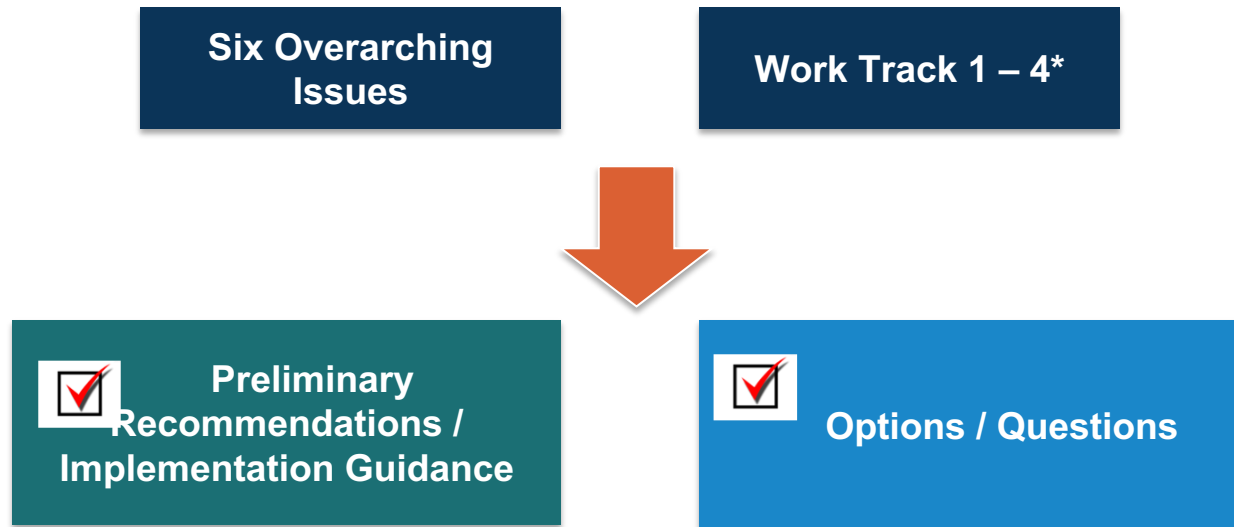 Six Overarching
Issues
Work Track 1 – 4*
Preliminary
Recommendations /
Implementation Guidance
Options / Questions